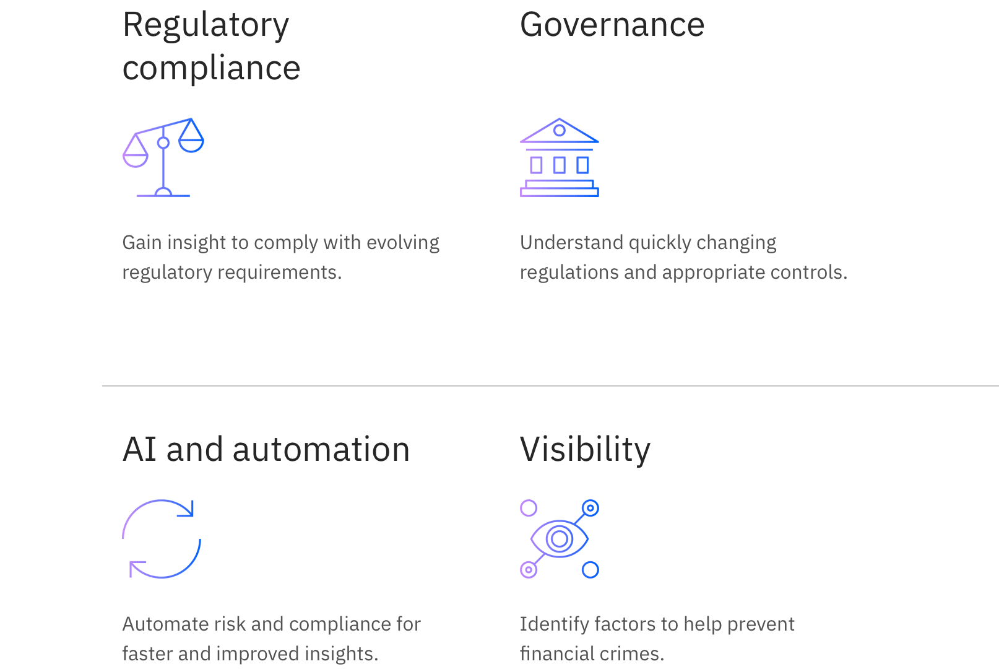 Regulatory
compliance
Gain insight to comply with evolving
regulatory requirements.
Governance
Understand quickly changing
regulations and appropriate controls.
AI and automation
Automate risk and compliance for
faster and improved insights.
Visibility
Identify factors to help prevent
financial crimes.